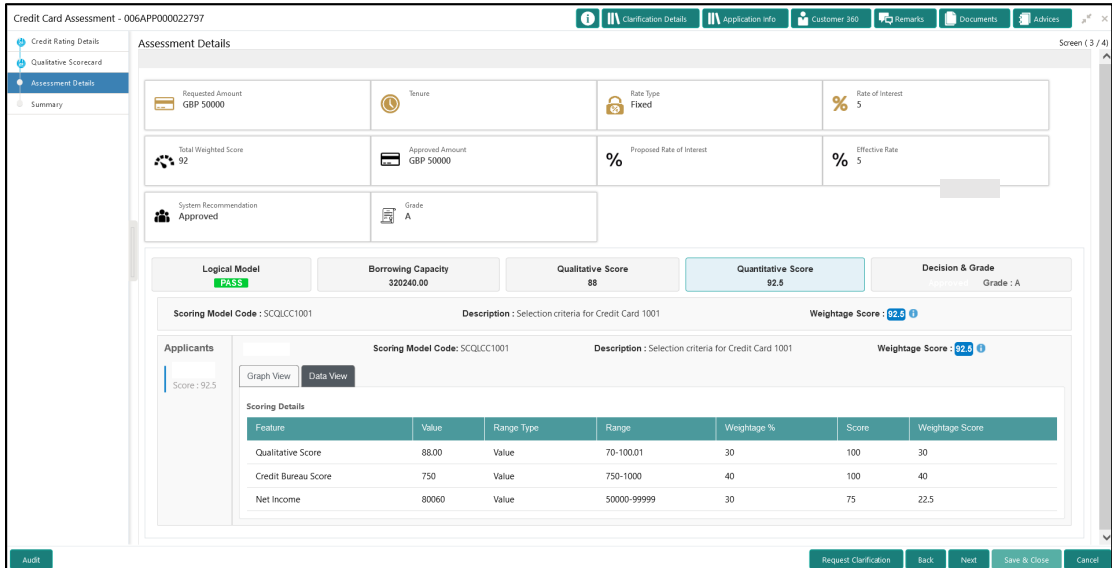 Credit Card Assessment - 006APP000022797
Clarification Details
Application Info
Customer 360
Remarks
Documents
Advices
Credit Rating Details
Qualitative Scorecard
Assessment Details
Summary
Assessment Details
Screen ( 3 / 4)
Requested Amount
GBP 50000
Tenure
Rate Type
Fixed
Rate of Interest
5
Total Weighted Score
92
Approved Amount
GBP 50000
Proposed Rate of Interest
Effective Rate
5
System Recommendation
Approved
Grade
A
Logical Model
PASS
Borrowing Capacity
320240.00
Qualitative Score
88
Quantitative Score
92.5
Decision & Grade
Approved Grade : A
Scoring Model Code : SCQLCC1001 Description : Selection criteria for Credit Card 1001 Weightage Score : 92.5
Applicants
Score : 92.5
Scoring Model Code: SCQLCC1001 Description : Selection criteria for Credit Card 1001 Weightage Score : 92.5
Graph View Data View
Scoring Details
Feature Value Range Type Range Weightage % Score Weightage Score
Qualitative Score 88.00 Value 70-100.01 30 100 30
Credit Bureau Score 750 Value 750-1000 40 100 40
Net Income 80060 Value 50000-99999 30 75 22.5
Audit
Request Clarification Back Next Save & Close Cancel